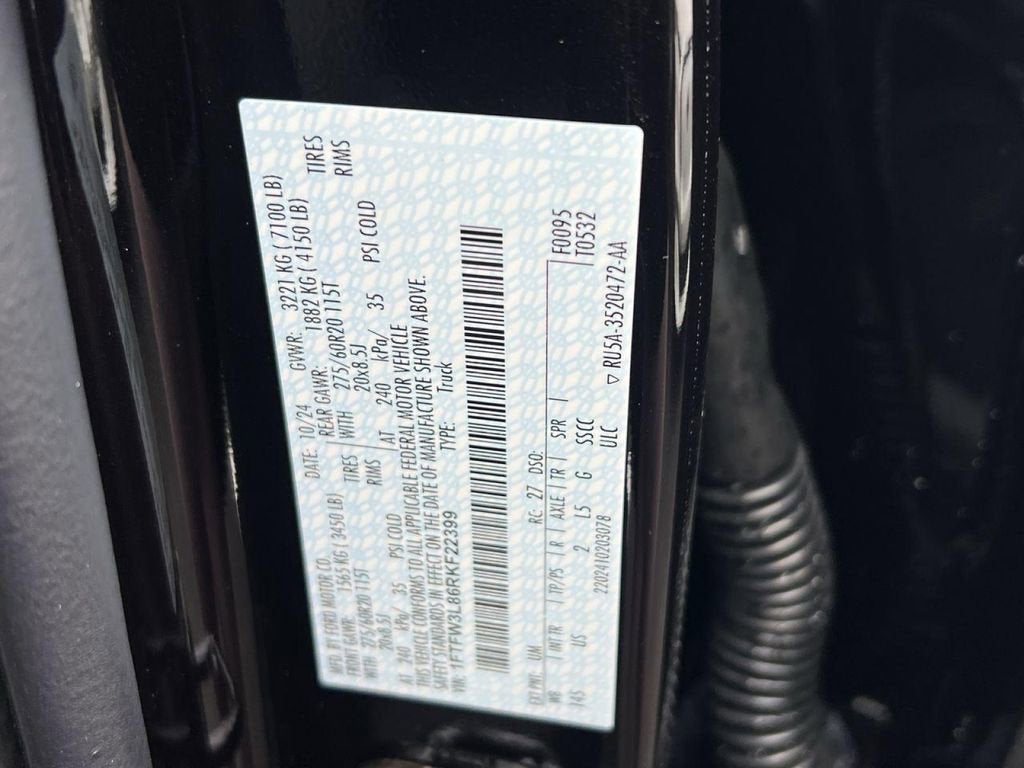 MFD. BY FORD MOTOR CO. DATE: 10/24 GVWR: 3221 KG ( 7100 LB)
FRONT GAWR: 1565 KG ( 3450 LB) REAR GAWR: 1882 KG ( 4150 LB)
WITH 275/60R20 115T TIRES WITH 275/60R20 115T TIRES
20x8.5J RIMS 20x8.5J RIMS
AT 240 kPa/ 35 PSI COLD AT 240 kPa/ 35 PSI COLD
THIS VEHICLE CONFORMS TO ALL APPLICABLE FEDERAL MOTOR VEHICLE
SAFETY STANDARDS IN EFFECT ON THE DATE OF MANUFACTURE SHOWN ABOVE.
VIN: 1FTFW3L86RKF22399 TYPE: Truck
EXT PNT: UM RC: 27 DSO: F0095
WB INT TR TP/PS R AXLE TR SPR T0532
145 US 2 L5 G SSCC
220241020307B ULC ▽ RU5A-3520472-AA